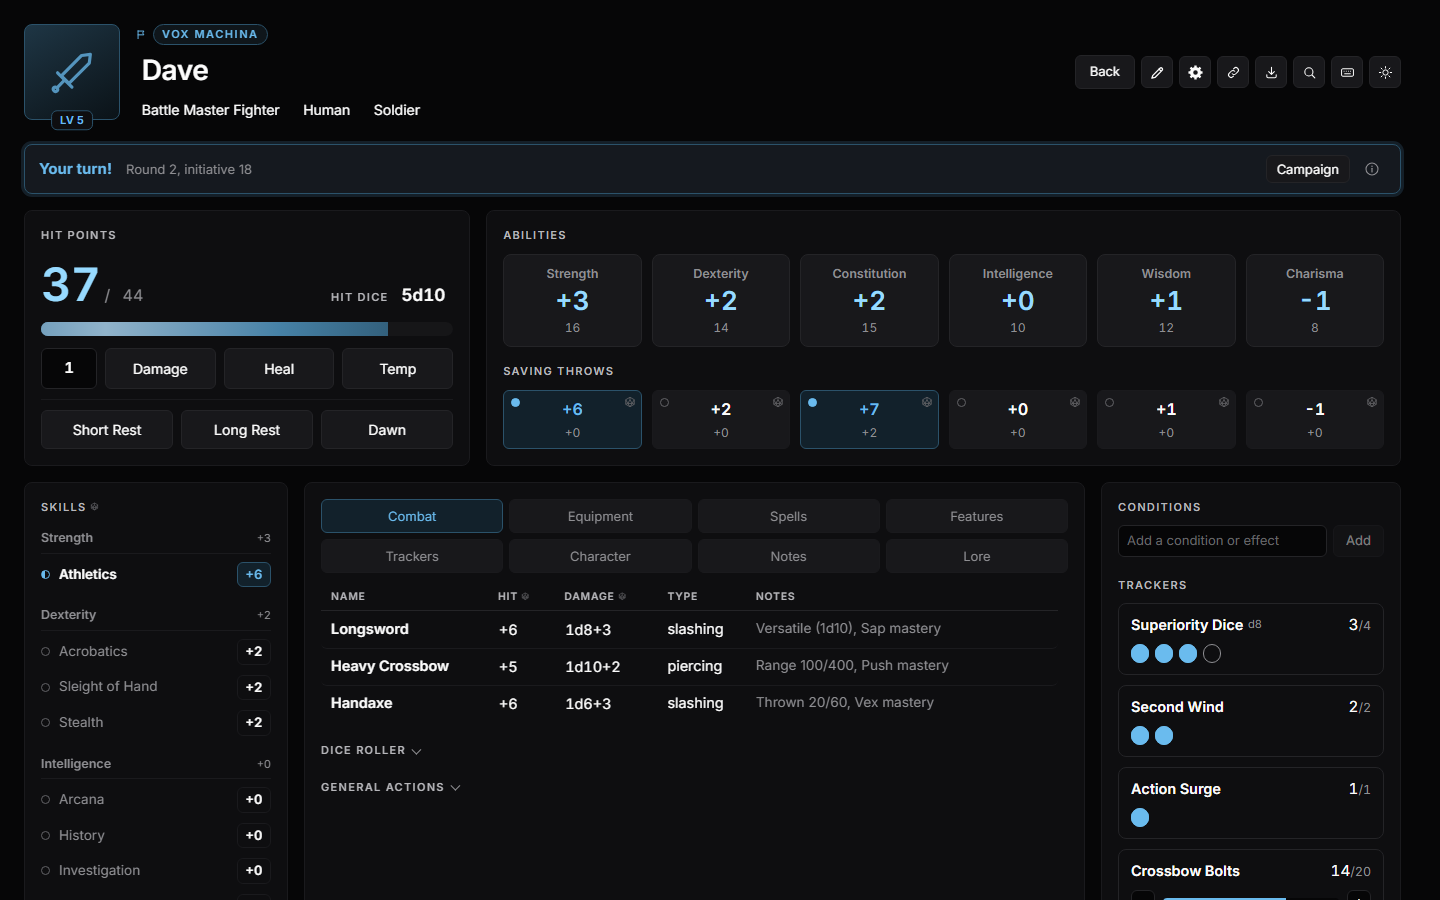 VOX MACHINA
Dave
Battle Master Fighter Human Soldier
LV 5
Back
Your turn! Round 2, initiative 18
Campaign
HIT POINTS
37 / 44
HIT DICE 5d10
1 Damage Heal Temp
Short Rest Long Rest Dawn
ABILITIES
Strength Dexterity Constitution Intelligence Wisdom Charisma
+3 +2 +2 +0 +1 -1
16 14 15 10 12 8
SAVING THROWS
+6 +2 +7 +0 +1 -1
+0 +0 +2 +0 +0 +0
SKILLS
Strength +3
Athletics +6
Dexterity +2
Acrobatics +2
Sleight of Hand +2
Stealth +2
Intelligence +0
Arcana +0
History +0
Investigation +0
Combat Equipment Spells Features
Trackers Character Notes Lore
NAME HIT DAMAGE TYPE NOTES
Longsword +6 1d8+3 slashing Versatile (1d10), Sap mastery
Heavy Crossbow +5 1d10+2 piercing Range 100/400, Push mastery
Handaxe +6 1d6+3 slashing Thrown 20/60, Vex mastery
DICE ROLLER
GENERAL ACTIONS
CONDITIONS
Add a condition or effect Add
TRACKERS
Superiority Dice d8 3/4
Second Wind 2/2
Action Surge 1/1
Crossbow Bolts 14/20